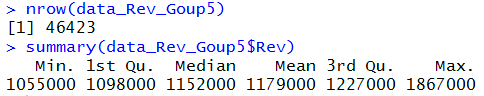 > nrow(data_Rev_Goup5)
[1] 46423
> summary(data_Rev_Goup5$Rev)
   Min. 1st Qu.  Median    Mean 3rd Qu.    Max.
1055000 1098000 1152000 1179000 1227000 1867000